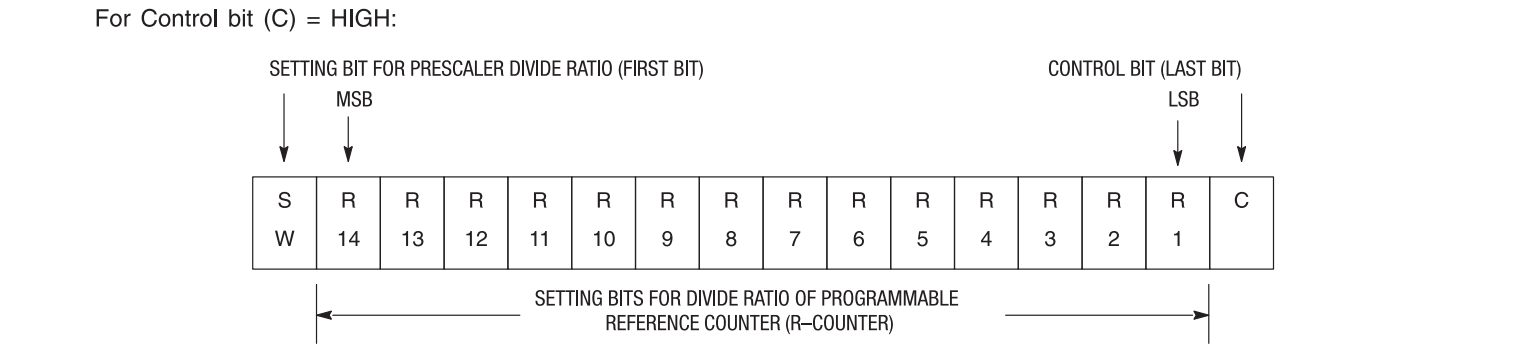 For Control bit (C) = HIGH:
SETTING BIT FOR PRESCALER DIVIDE RATIO (FIRST BIT)
CONTROL BIT (LAST BIT)
MSB
LSB
S R R R R R R R R R R R R R R C
W 14 13 12 11 10 9 8 7 6 5 4 3 2 1
SETTING BITS FOR DIVIDE RATIO OF PROGRAMMABLE
REFERENCE COUNTER (R–COUNTER)